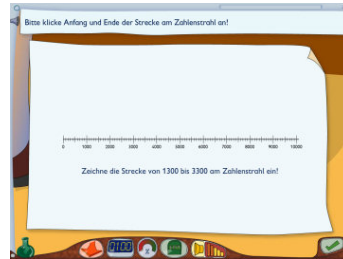 Bitte klicke Anfang und Ende der Strecke am Zahlenstrahl an!
0 1000 2000 3000 4000 5000 6000 7000 8000 9000 10000
Zeichne die Strecke von 1300 bis 3300 am Zahlenstrahl ein!
0100